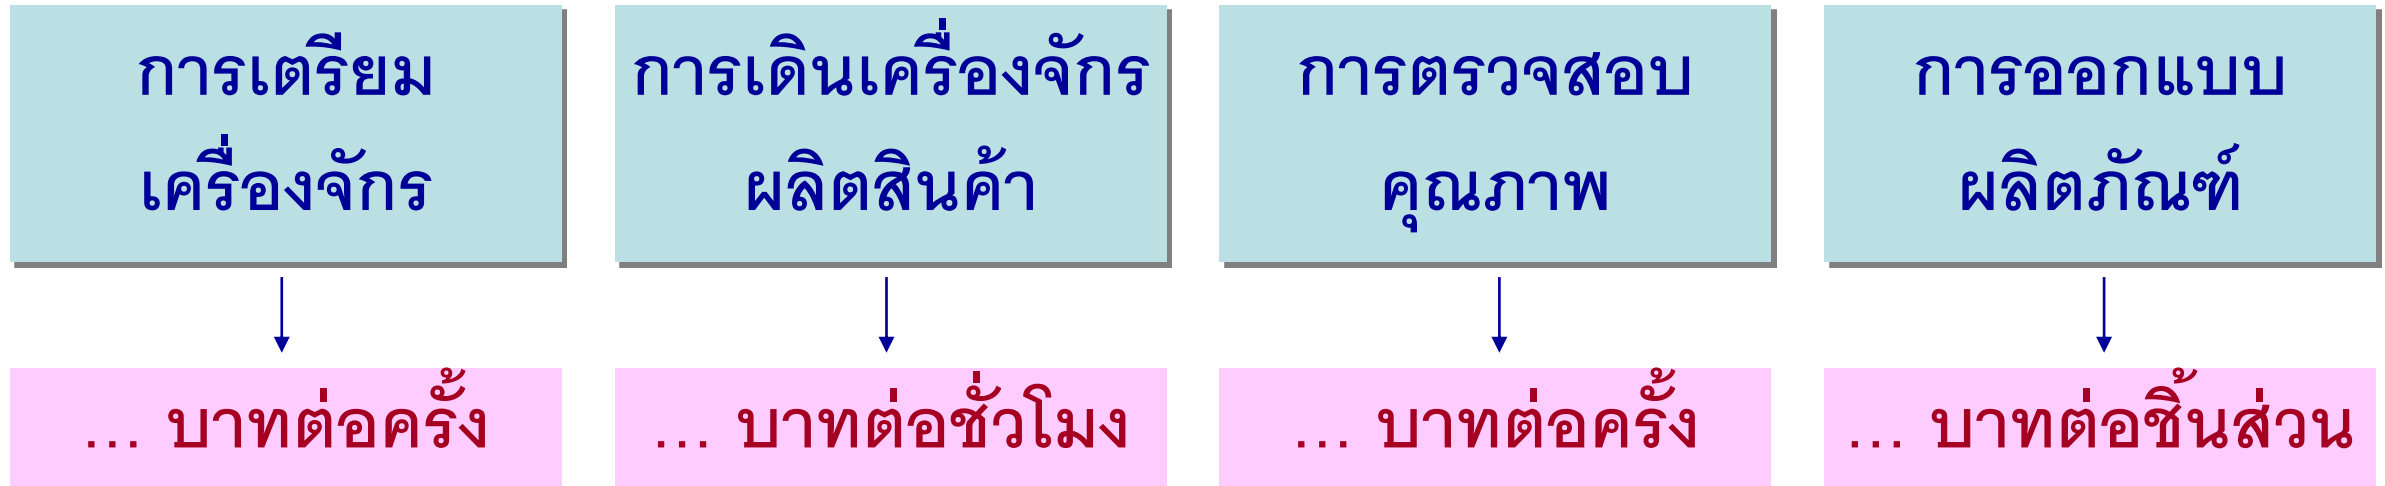 การเตรียม
เครื่องจักร
การเดินเครื่องจักร
ผลิตสินค้า
การตรวจสอบ
คุณภาพ
การออกแบบ
ผลิตภัณฑ์
... บาทต่อครั้ง
... บาทต่อชั่วโมง
... บาทต่อครั้ง
... บาทต่อชิ้นส่วน